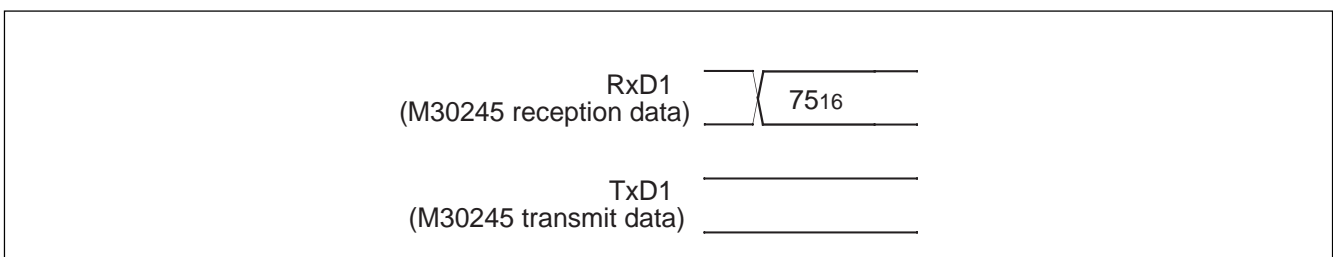 RxD1
(M30245 reception data)
7516
TxD1
(M30245 transmit data)